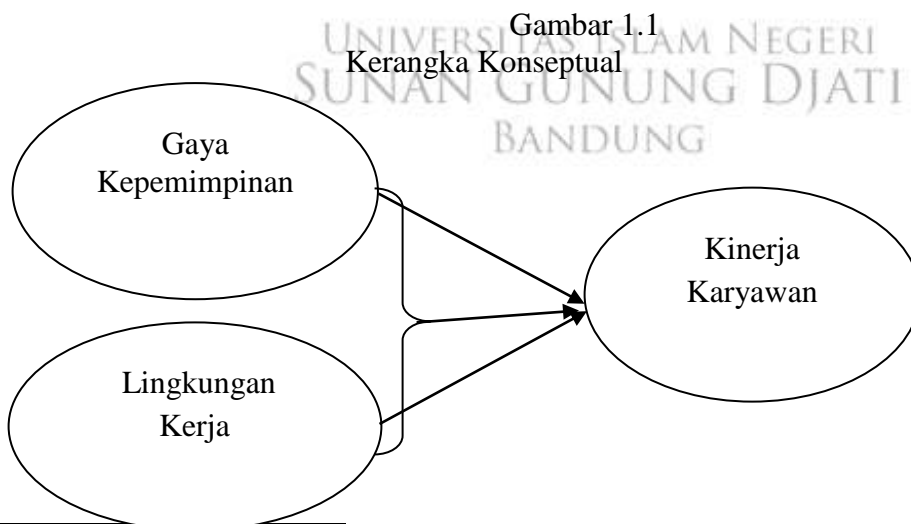 Gambar 1.1
UNIVERSITAS ISLAM NEGERI
Kerangka Konseptual
SUNAN GUNUNG DJATI
BANDUNG
Gaya
Kepemimpinan
Kinerja
Karyawan
Lingkungan
Kerja